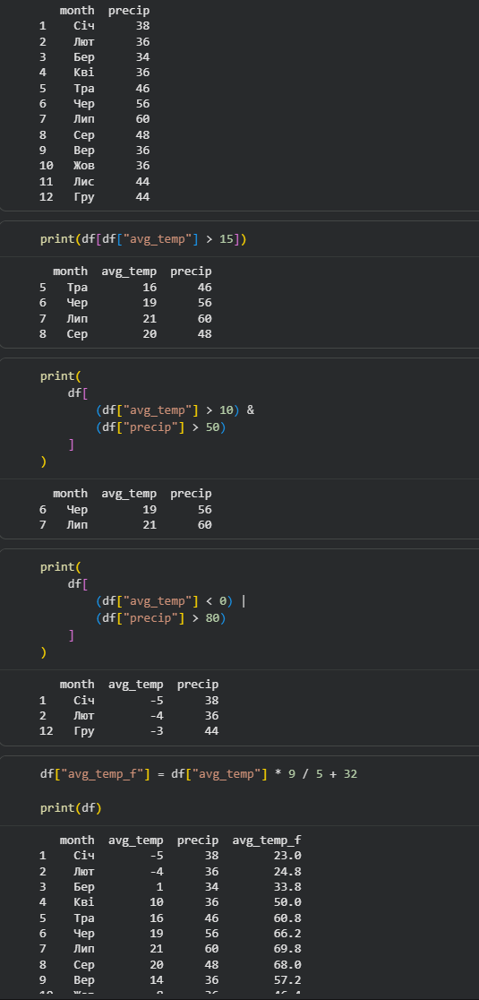 month precip
1 Січ 38
2 Лют 36
3 Бер 34
4 Кві 36
5 Тра 46
6 Чер 56
7 Лип 60
8 Сер 48
9 Вер 36
10 Жов 36
11 Лис 44
12 Гру 44
print(df[df["avg_temp"] > 15])
month avg_temp precip
5 Тра 16 46
6 Чер 19 56
7 Лип 21 60
8 Сер 20 48
print(
df[
(df["avg_temp"] > 10) &
(df["precip"] > 50)
]
)
month avg_temp precip
6 Чер 19 56
7 Лип 21 60
print(
df[
(df["avg_temp"] < 0) |
(df["precip"] > 80)
]
)
month avg_temp precip
1 Січ -5 38
2 Лют -4 36
12 Гру -3 44
df["avg_temp_f"] = df["avg_temp"] * 9 / 5 + 32
print(df)
month avg_temp precip avg_temp_f
1 Січ -5 38 23.0
2 Лют -4 36 24.8
3 Бер 1 34 33.8
4 Кві 10 36 50.0
5 Тра 16 46 60.8
6 Чер 19 56 66.2
7 Лип 21 60 69.8
8 Сер 20 48 68.0
9 Вер 14 36 57.2